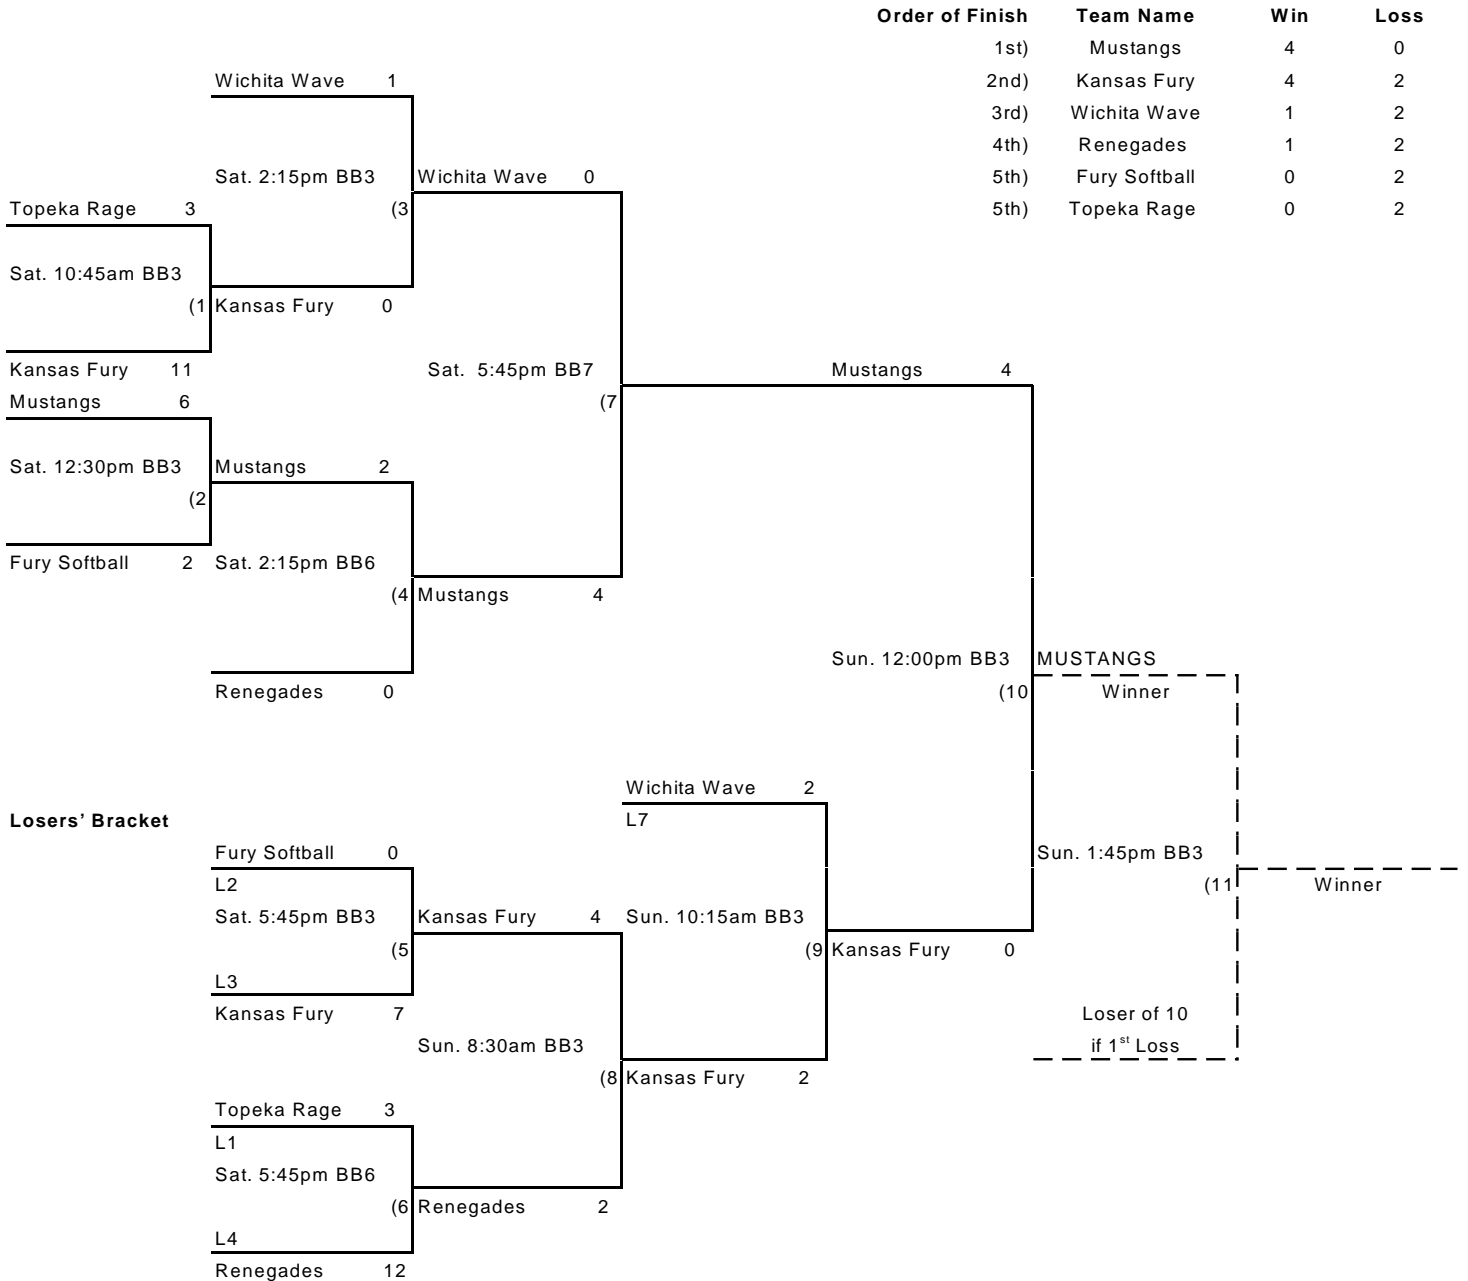 Order of Finish Team Name Win Loss
1st) Mustangs 4 0
Wichita Wave 1
2nd) Kansas Fury 4 2
3rd) Wichita Wave 1 2
4th) Renegades 1 2
Sat. 2:15pm BB3 Wichita Wave 0
5th) Fury Softball 0 2
Topeka Rage 3 (3
5th) Topeka Rage 0 2
Sat. 10:45am BB3
(1 Kansas Fury 0
Kansas Fury 11
Sat. 5:45pm BB7
Mustangs 4
Mustangs 6
(7
Sat. 12:30pm BB3 Mustangs 2
(2
Fury Softball 2 Sat. 2:15pm BB6
(4 Mustangs 4
Sun. 12:00pm BB3 MUSTANGS
Renegades 0
(10 Winner
Wichita Wave 2
Losers’ Bracket
L7
Fury Softball 0
Sun. 1:45pm BB3
L2
(11 Winner
Sat. 5:45pm BB3 Kansas Fury 4 Sun. 10:15am BB3
(5
(9 Kansas Fury 0
L3
Kansas Fury 7
Loser of 10
Sun. 8:30am BB3
if 1st Loss
(8 Kansas Fury 2
Topeka Rage 3
L1
Sat. 5:45pm BB6
(6 Renegades 2
L4
Renegades 12